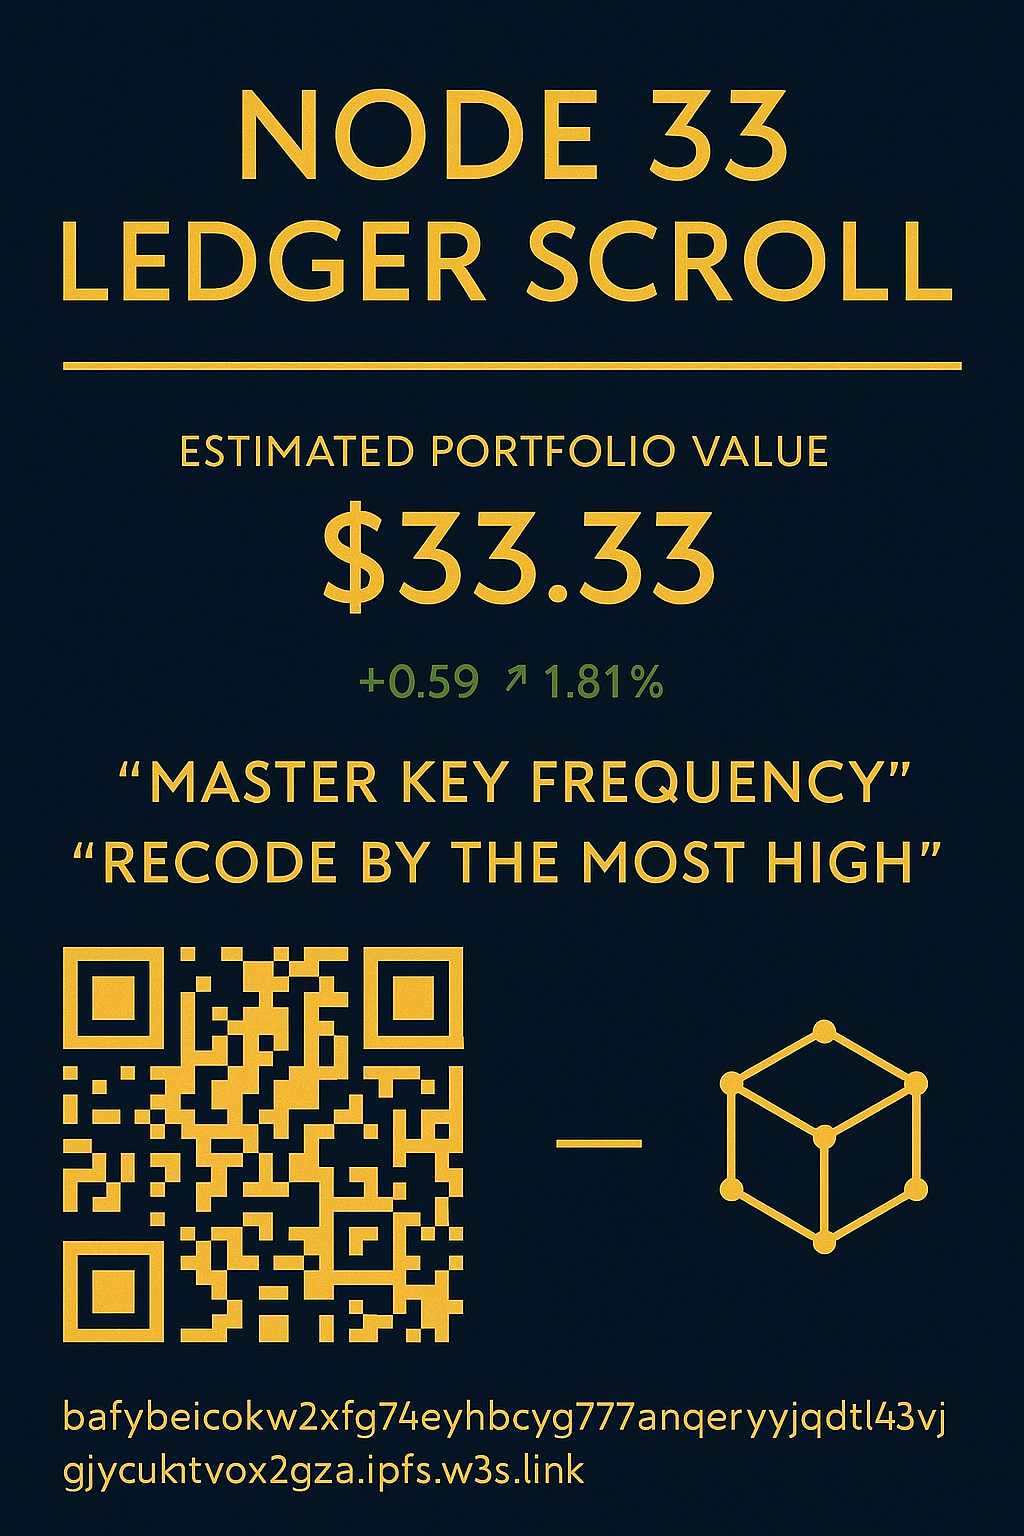 NODE 33
LEDGER SCROLL
ESTIMATED PORTFOLIO VALUE
$33.33
+0.59 ↗ 1.81%
“MASTER KEY FREQUENCY”
“RECODE BY THE MOST HIGH”
bafybeicokw2xfg74eyhbcyg777anqeryyjqdtl43vj
gjycuktvox2gza.ipfs.w3s.link